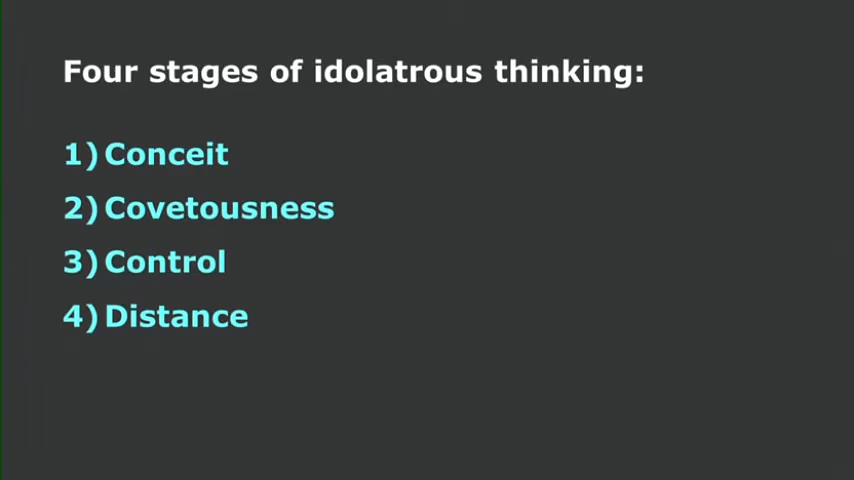 Four stages of idolatrous thinking:
1) Conceit
2) Covetousness
3) Control
4) Distance